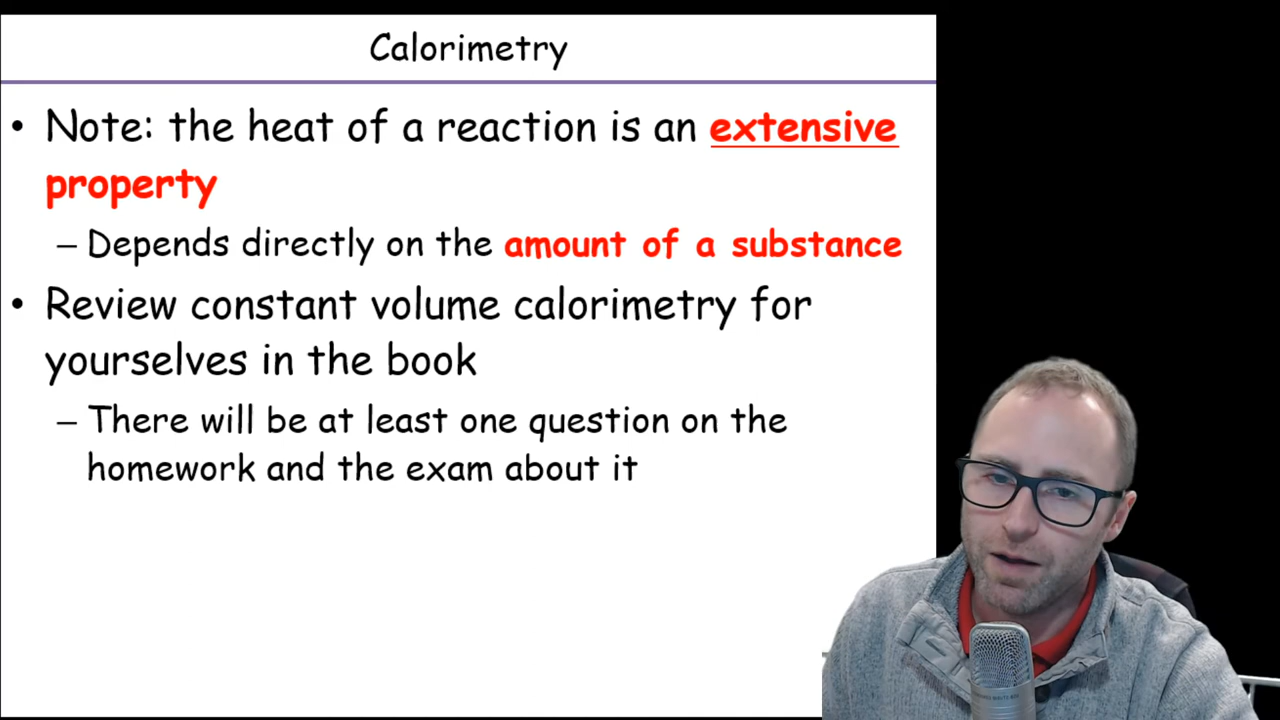 Calorimetry
• Note: the heat of a reaction is an extensive
property
– Depends directly on the amount of a substance
• Review constant volume calorimetry for
yourselves in the book
– There will be at least one question on the
homework and the exam about it